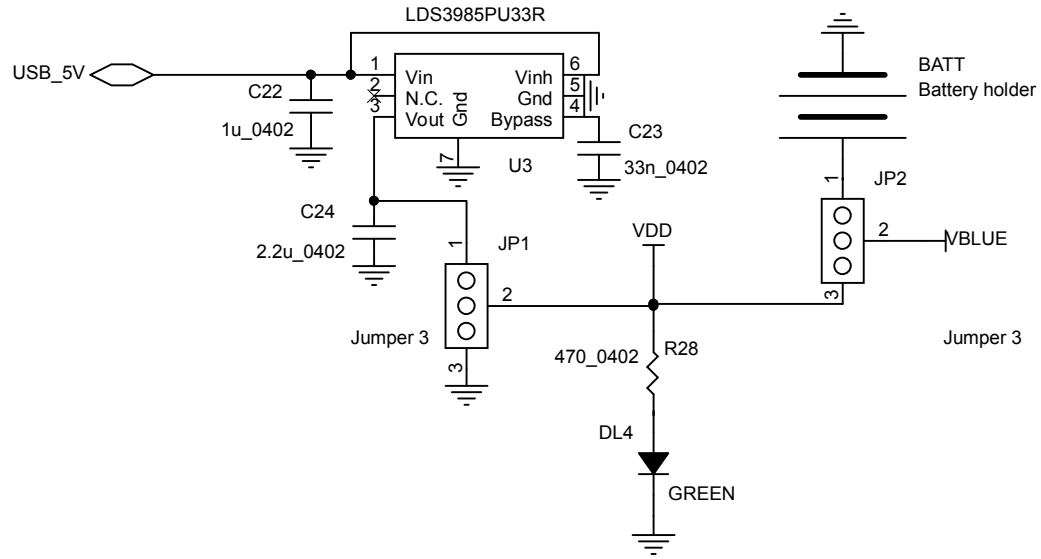 LDS3985PU33R
USB_5V
1
Vin
Vinh
6
2
N.C.
Gnd
5
3
Vout
Gnd
Bypass
4
7
U3
C22
1u_0402
C23
33n_0402
C24
2.2u_0402
BATT
Battery holder
1
JP2
2
VBLUE
3
Jumper 3
1
JP1
2
Jumper 3
3
VDD
470_0402
R28
DL4
GREEN